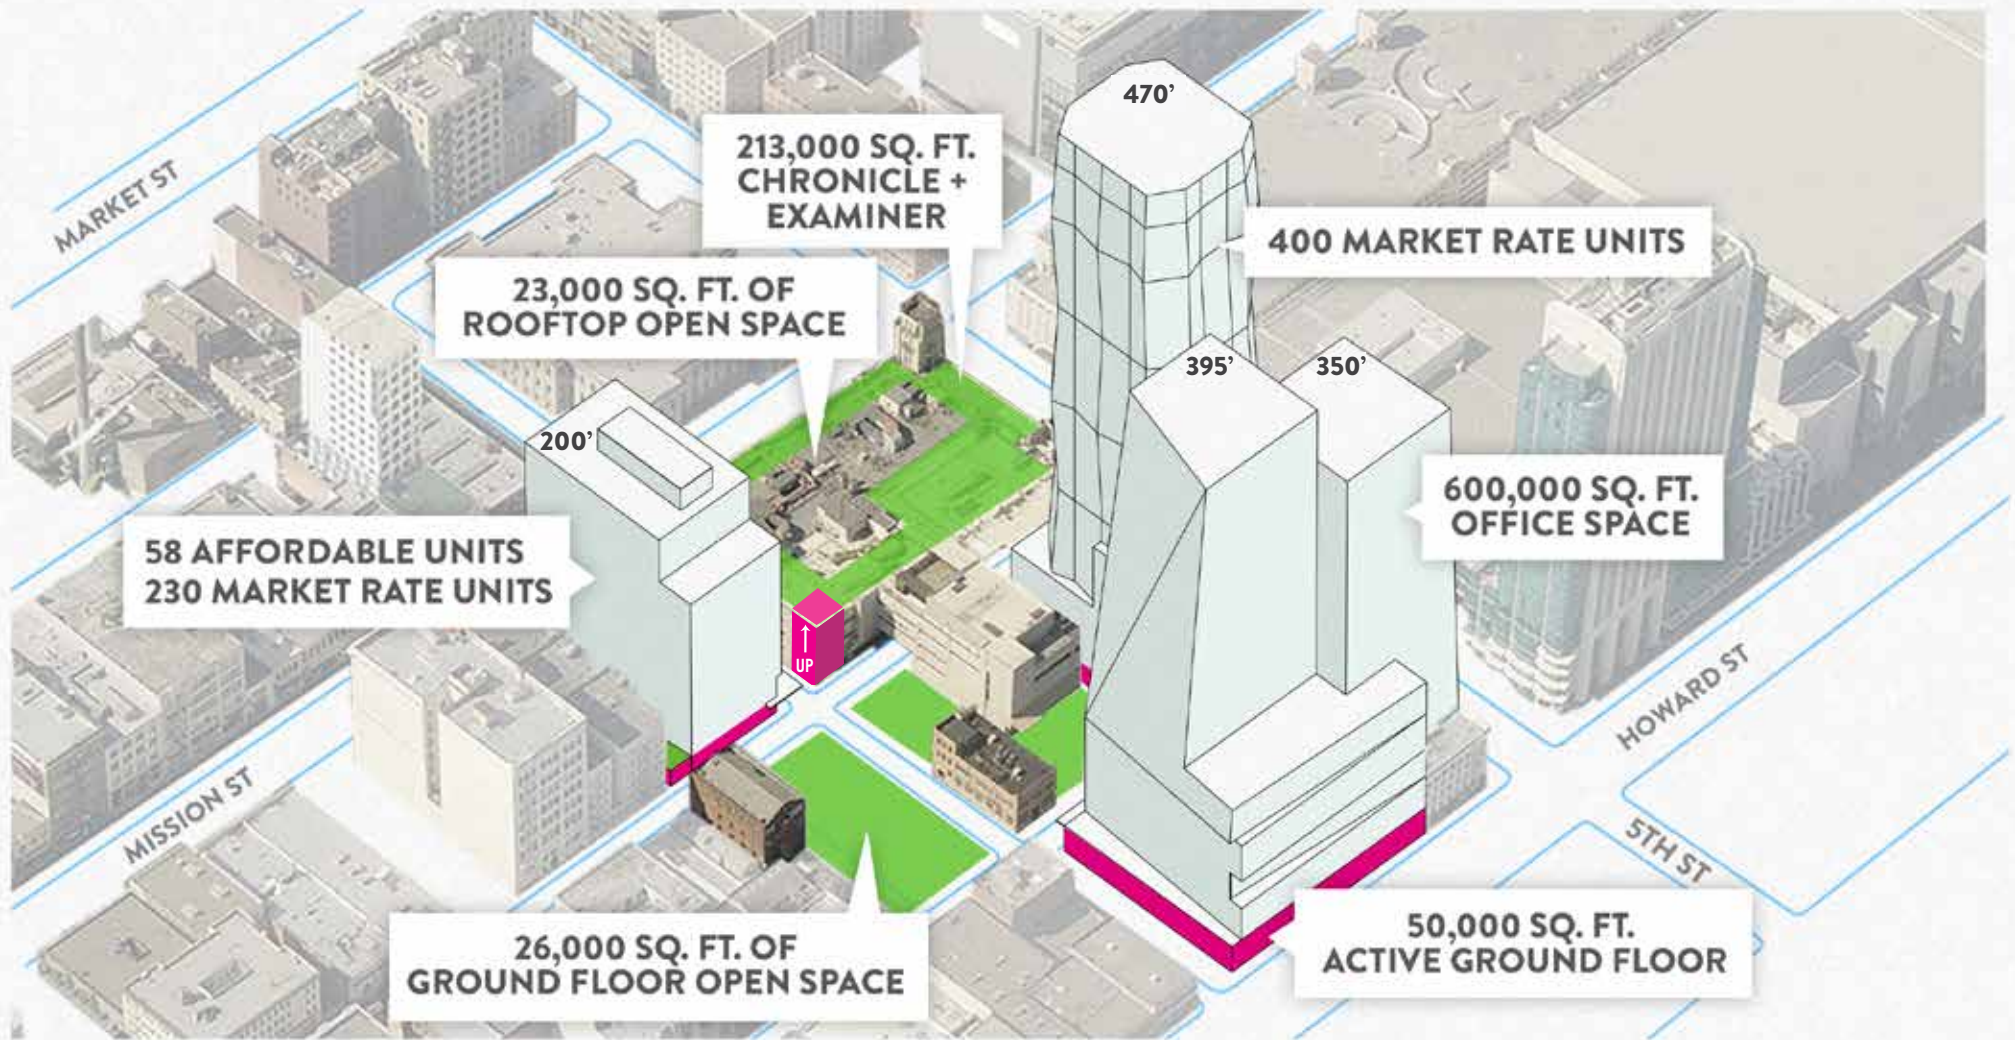 470'
213,000 SQ. FT.
CHRONICLE +
EXAMINER
MARKET ST
400 MARKET RATE UNITS
23,000 SQ. FT. OF
ROOFTOP OPEN SPACE
395'
350'
200'
600,000 SQ. FT.
OFFICE SPACE
58 AFFORDABLE UNITS
230 MARKET RATE UNITS
↑
UP
HOWARD ST
MISSION ST
5TH ST
26,000 SQ. FT. OF
GROUND FLOOR OPEN SPACE
50,000 SQ. FT.
ACTIVE GROUND FLOOR